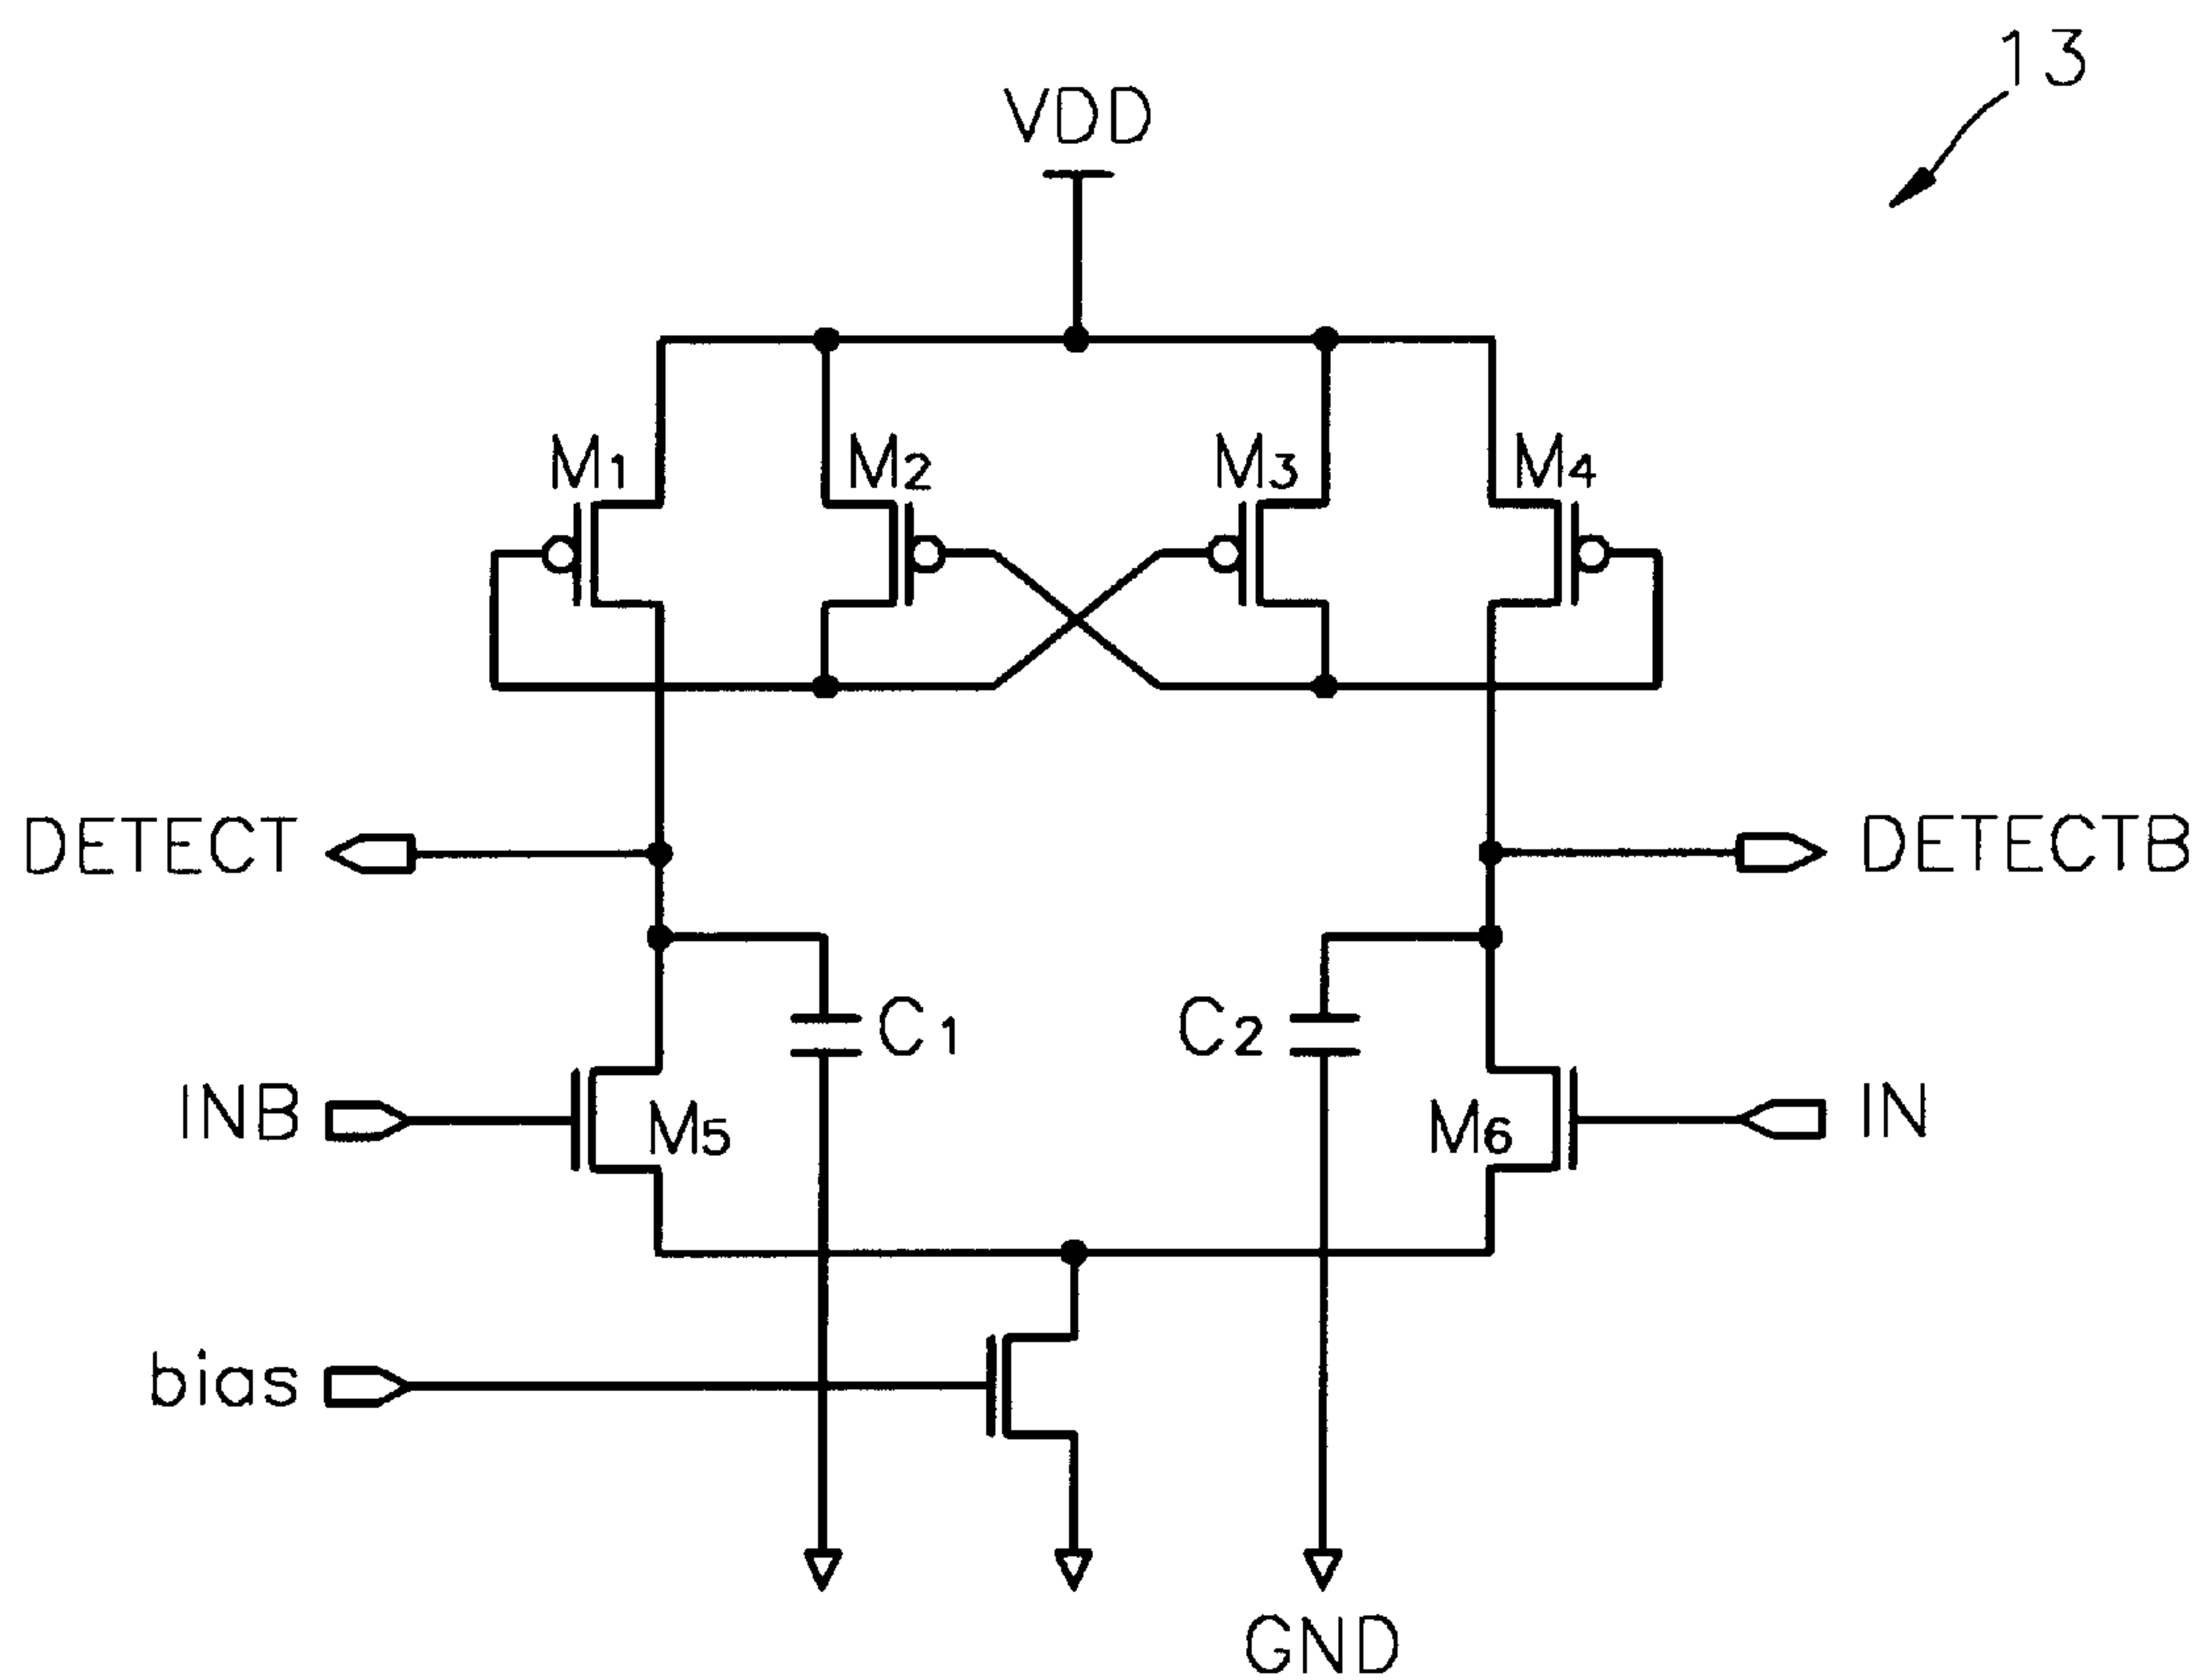 13
VDD
M1
M2
M3
M4
DETECT
DETECTB
C1
C2
INB
M5
M6
IN
bias
GND